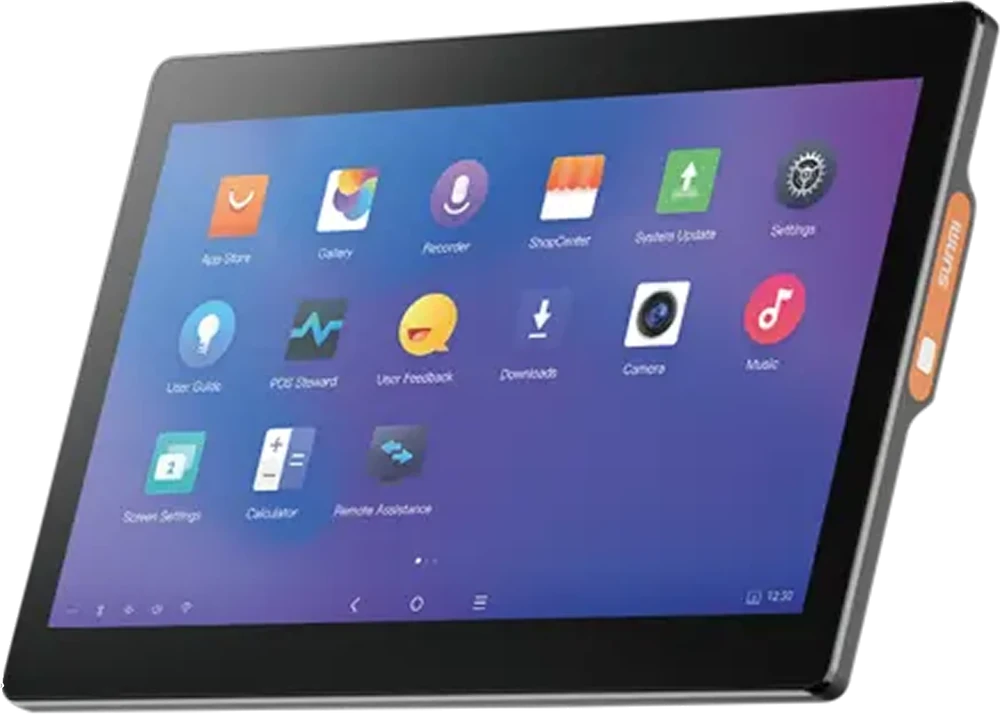 App Store
Gallery
Recorder
ShopCenter
System Update
Settings
User Guide
POS Steward
User Feedback
Downloads
Camera
Music
2
Screen Settings
Calculator
Remote Assistance
12:30
sunmi